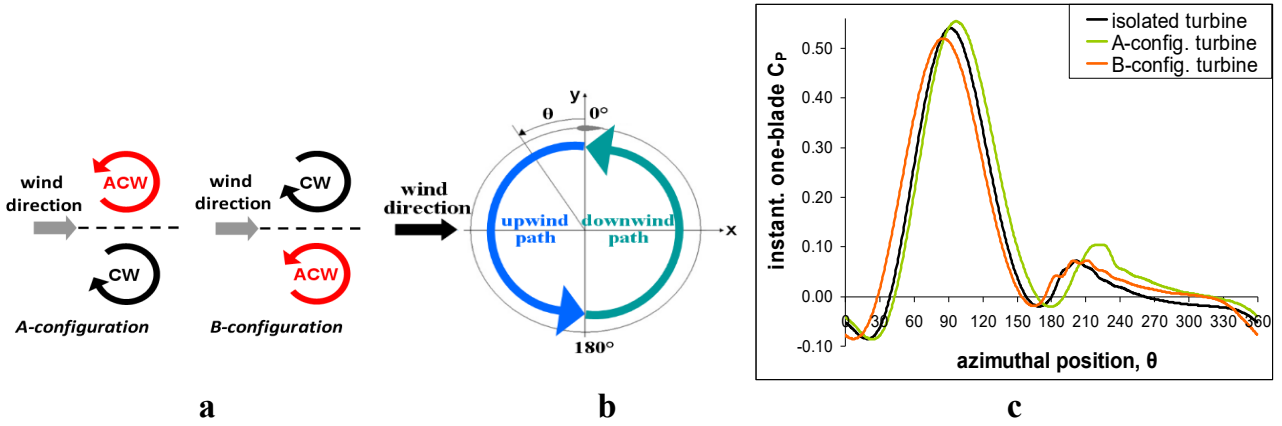 ACW
wind
direction
CW
A-configuration
wind
direction
CW
ACW
B-configuration
a
y
θ
0°
wind
direction
upwind
path
downwind
path
x
180°
b
isolated turbine
A-config. turbine
B-config. turbine
instant. one-blade CP
0.50
0.40
0.30
0.20
0.10
0.00
-0.10
0 30 60 90 120 150 180 210 240 270 300 330 360
azimuthal position, θ
c